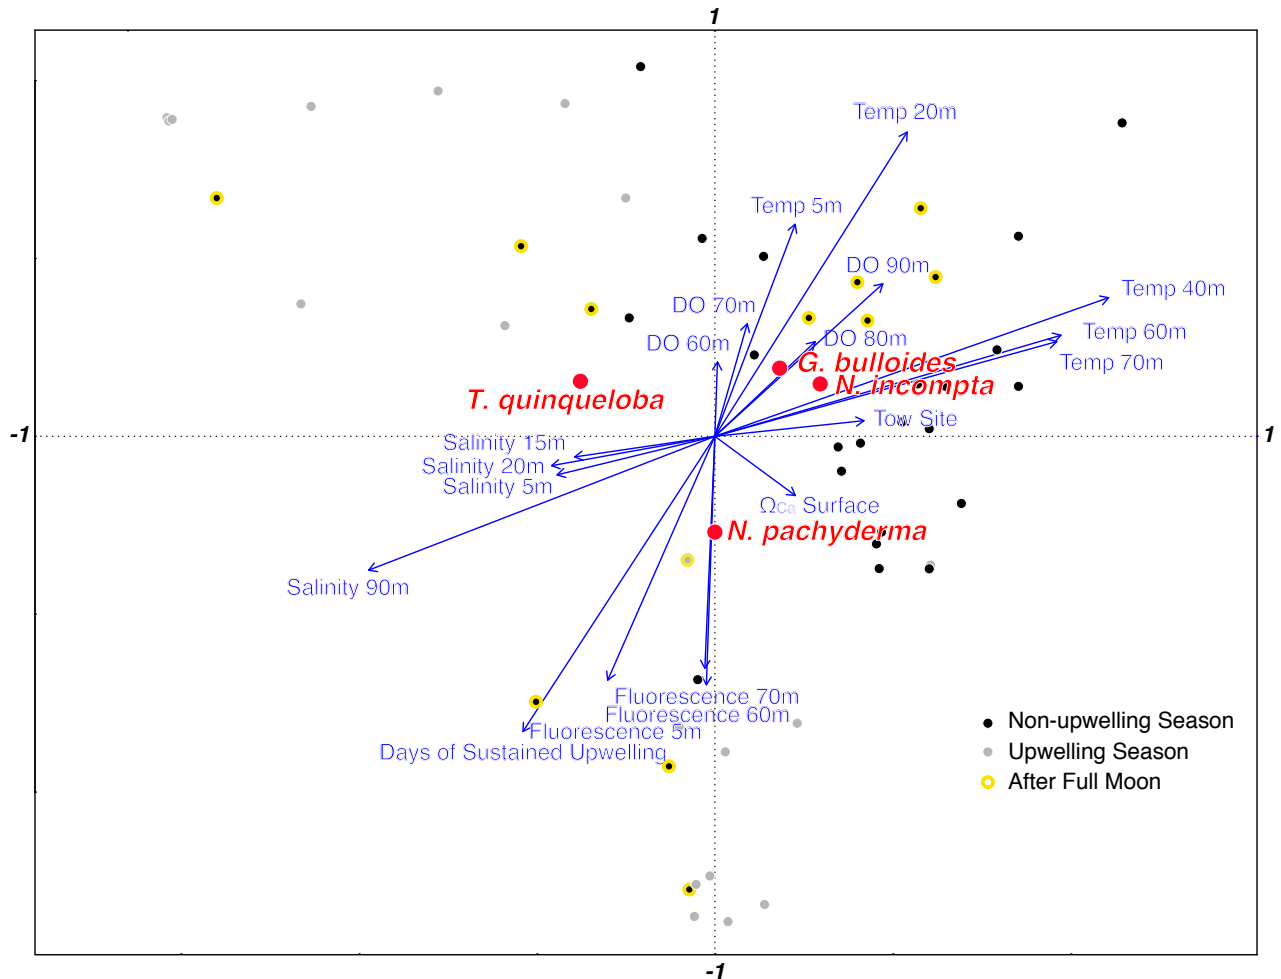 1
Temp 20m
Temp 5m
DO 90m
Temp 40m
DO 70m
Temp 60m
DO 60m
DO 80m
Temp 70m
G. bulloides
N. incompta
T. quinqueloba
Tow Site
-1
1
Salinity 15m
Salinity 20m
Salinity 5m
ΩCa Surface
N. pachyderma
Salinity 90m
Fluorescence 70m
Fluorescence 60m
Fluorescence 5m
Days of Sustained Upwelling
Non-upwelling Season
Upwelling Season
After Full Moon
-1